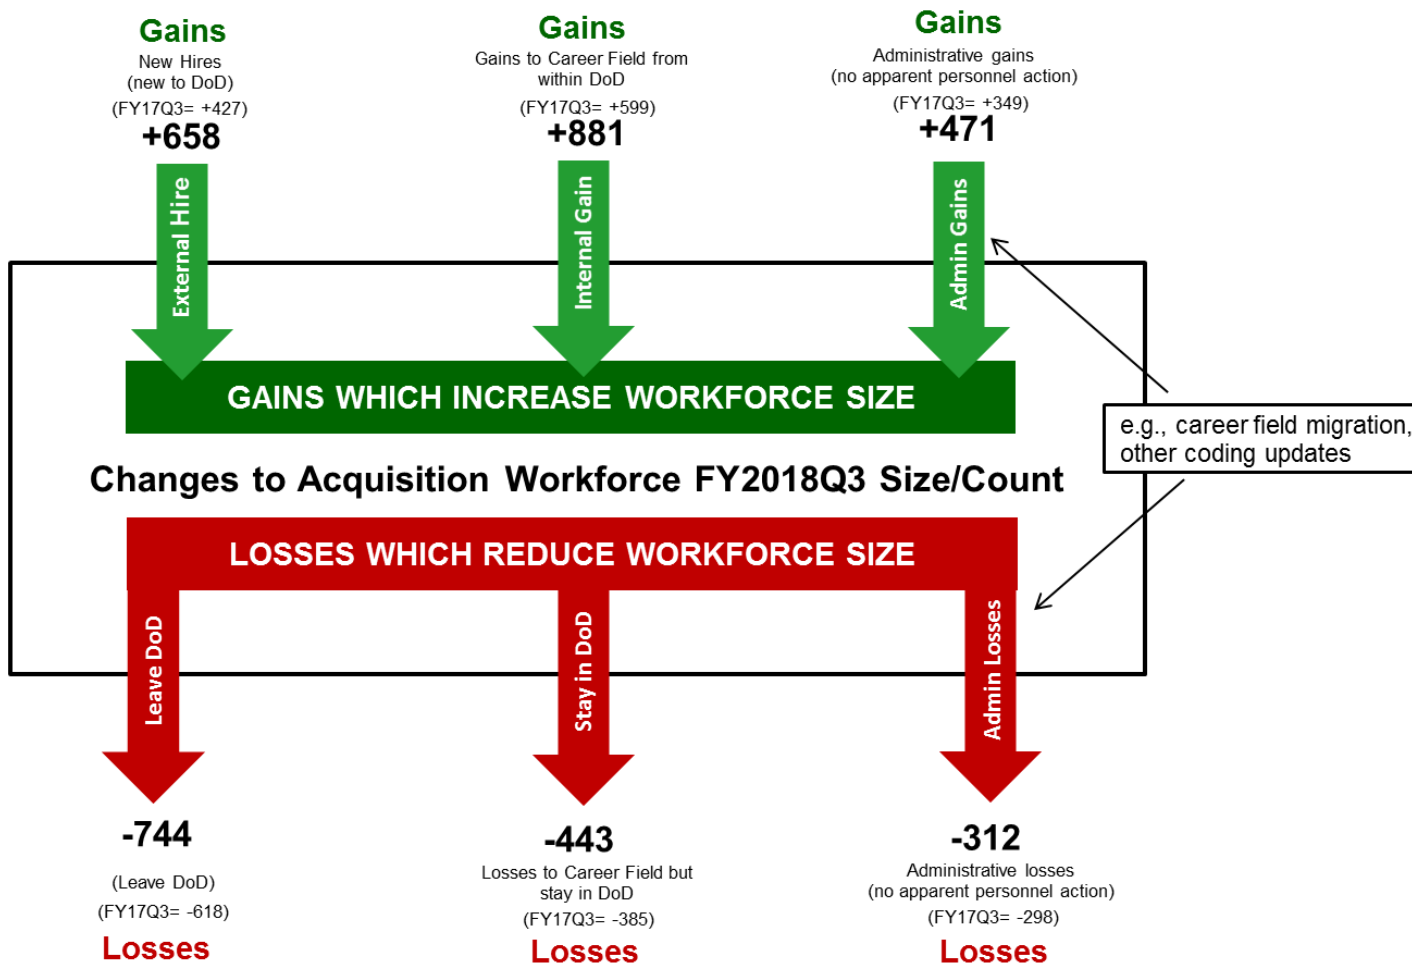 Gains
New Hires
(new to DoD)
(FY17Q3= +427)
+658
Gains
Gains to Career Field from
within DoD
(FY17Q3= +599)
+881
Gains
Administrative gains
(no apparent personnel action)
(FY17Q3= +349)
+471
External Hire
Internal Gain
Admin Gains
GAINS WHICH INCREASE WORKFORCE SIZE
e.g., career field migration,
other coding updates
Changes to Acquisition Workforce FY2018Q3 Size/Count
LOSSES WHICH REDUCE WORKFORCE SIZE
Leave DoD
Stay in DoD
Admin Losses
-744
(Leave DoD)
(FY17Q3= -618)
Losses
-443
Losses to Career Field but
stay in DoD
(FY17Q3= -385)
Losses
-312
Administrative losses
(no apparent personnel action)
(FY17Q3= -298)
Losses